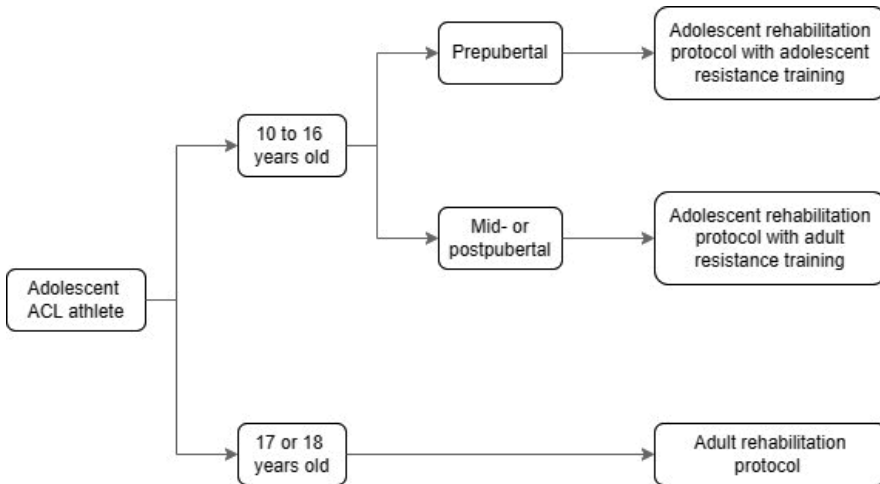 Adolescent
ACL athlete
10 to 16
years old
Prepubertal
Adolescent rehabilitation
protocol with adolescent
resistance training
Mid- or
postpubertal
Adolescent rehabilitation
protocol with adult
resistance training
17 or 18
years old
Adult rehabilitation
protocol